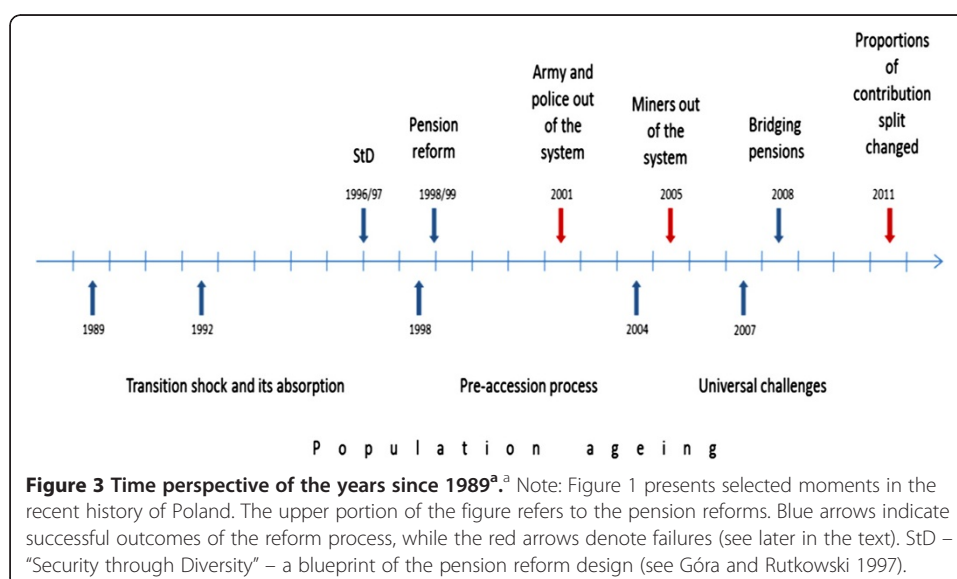 Proportions
of
contribution
split
changed
Army and
police out
of the
system
Miners out
of the
system
Bridging
pensions
Pension
reform
StD
1996/97 1998/99 2001 2005 2008 2011
1989 1992 1998 2004 2007
Transition shock and its absorption Pre-accession process Universal challenges
P o p u l a t i o n a g e i n g
Figure 3 Time perspective of the years since 1989a.a Note: Figure 1 presents selected moments in the
recent history of Poland. The upper portion of the figure refers to the pension reforms. Blue arrows indicate
successful outcomes of the reform process, while the red arrows denote failures (see later in the text). StD –
“Security through Diversity” – a blueprint of the pension reform design (see Góra and Rutkowski 1997).